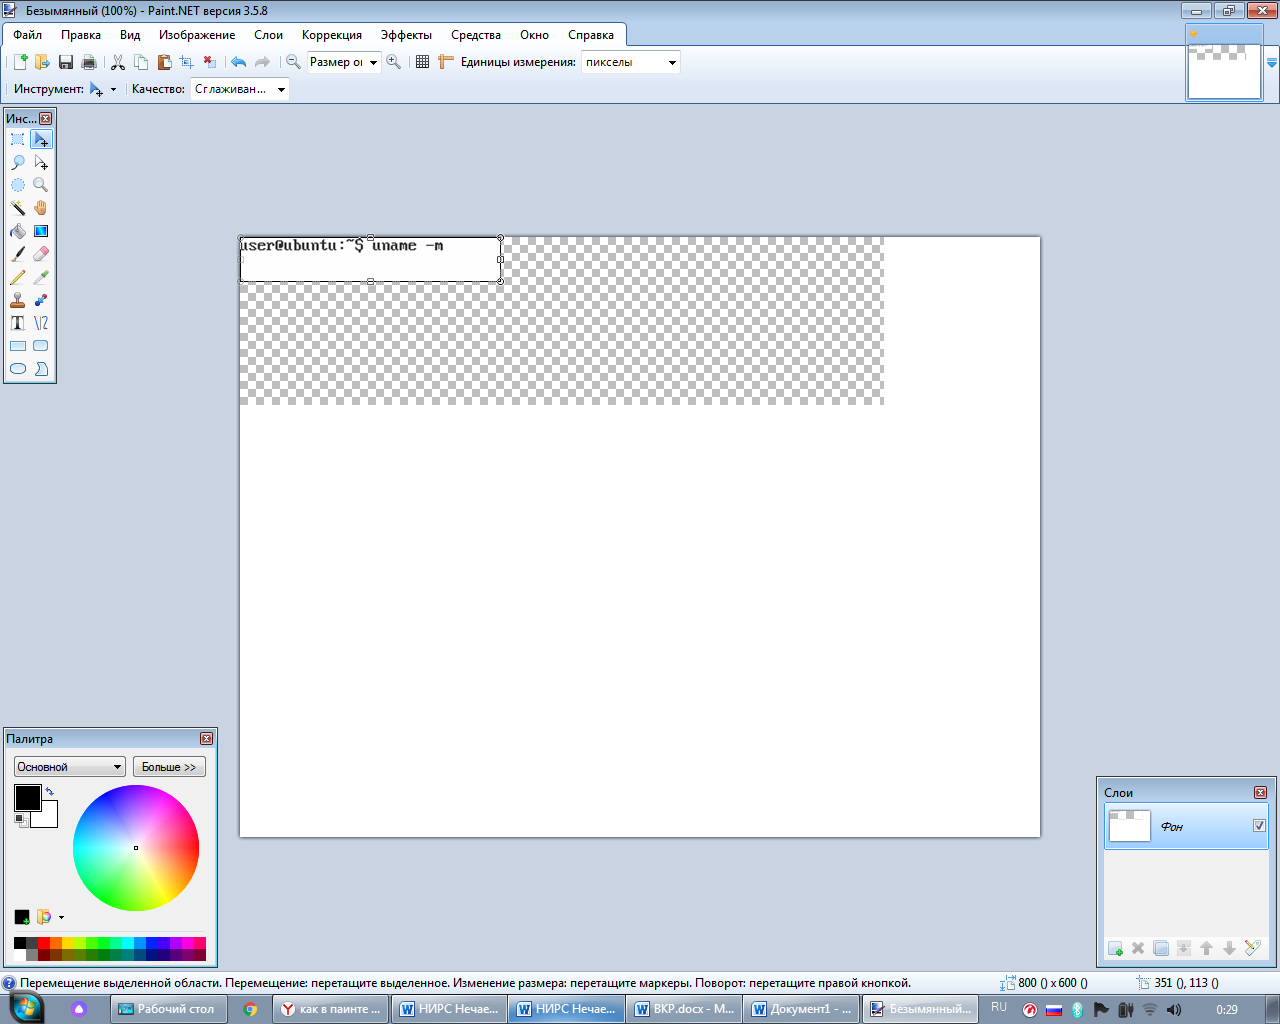 Безымянный (100%) - Paint.NET версия 3.5.8
Файл Правка Вид Изображение Слои Коррекция Эффекты Средства Окно Справка
Размер Единицы измерения: пикселы
Инструмент: Качество: Сглаживан...
Инс...
user@ubuntu:~$ uname -m
Палитра
Основной Больше >>
Слои
Фон
Перемещение выделенной области. Перемещение: перетащите выделенное. Изменение размера: перетащите маркеры. Поворот: перетащите правой кнопкой. 800 () x 600 () 351 (), 113 ()
Рабочий стол как в паинте ... НИРС Нечае... НИРС Нечае... ВКР.docx - M... Документ1 - ... Безымянный... RU 0:29